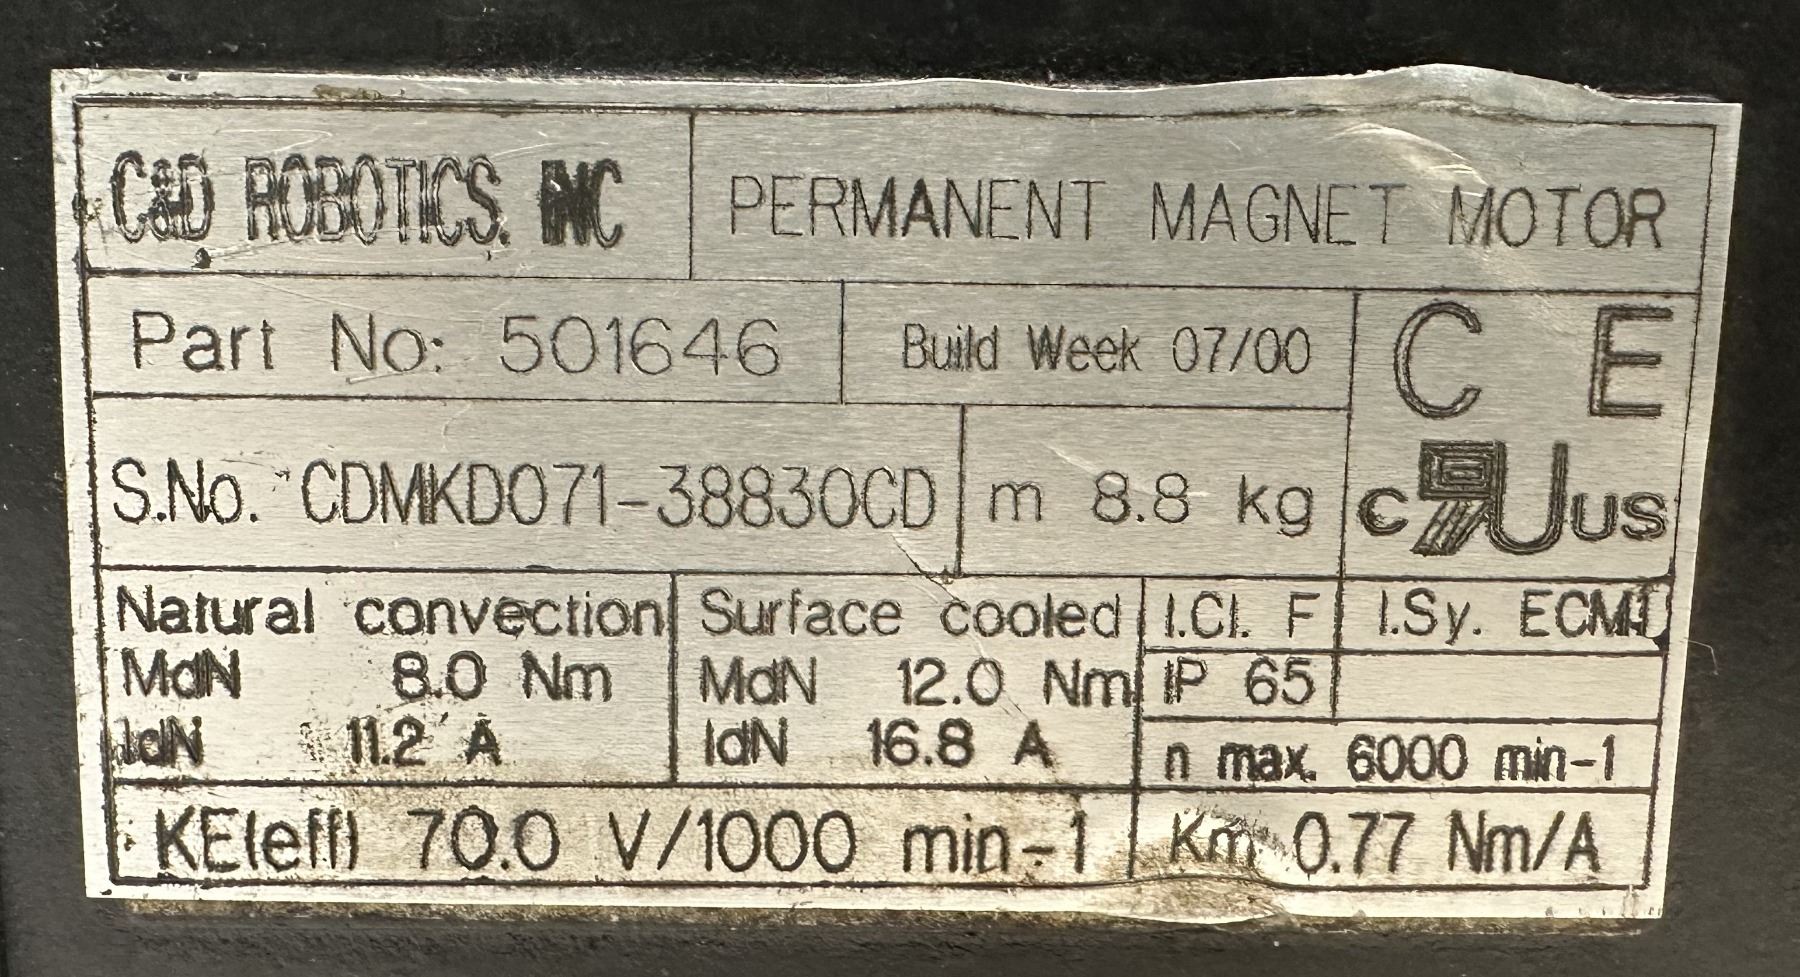 C&D ROBOTICS. INC
PERMANENT MAGNET MOTOR
Part No: 501646
Build Week 07/00
CE
S.No. CDMKD071-38830CD
m 8.8 kg
c RU us
Natural convection
MdN 8.0 Nm
IdN 11.2 A
Surface cooled
MdN 12.0 Nm
IdN 16.8 A
I.Cl. F
I.Sy.
IP 65
n max. 6000 min-1
KE(eff) 70.0 V/1000 min-1
Km 0.77 Nm/A